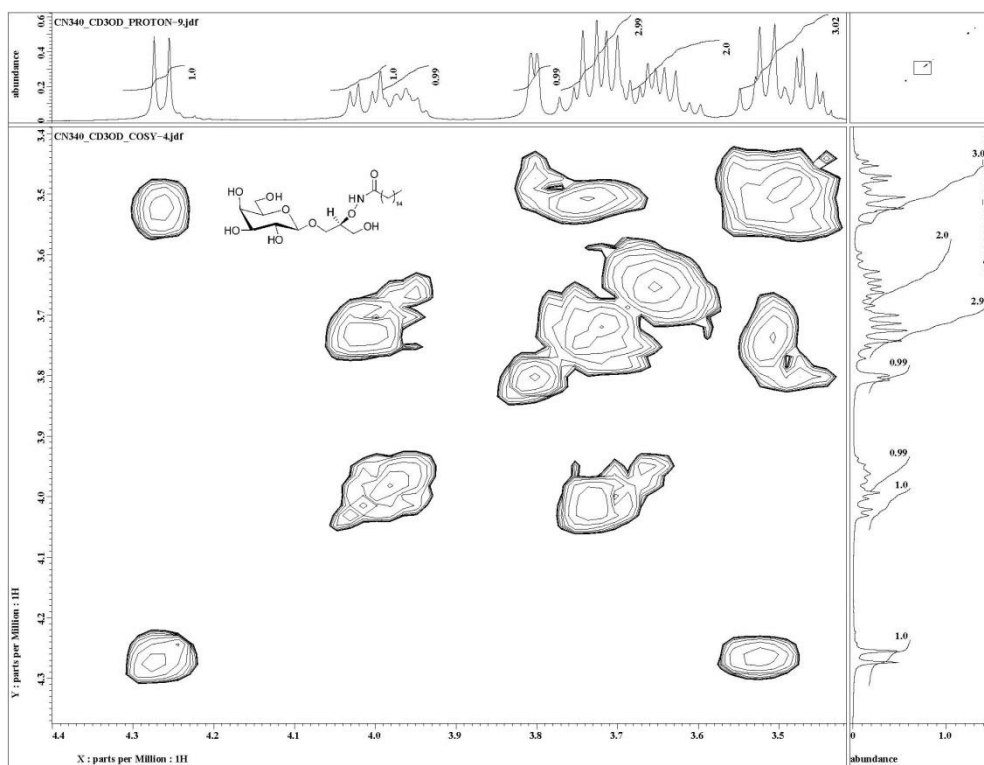 CN340_CD3OD_PROTON-9.jdf
abundance
0 0.2 0.4 0.6
1.0
1.0
0.99
0.99
2.99
2.0
3.02
CN340_CD3OD_COSY-4.jdf
O
OH OH HN
14
HO O H O
HO O OH
OH
3.0
2.0
2.9
0.99
0.99
1.0
1.0
3.4
3.5
3.6
3.7
3.8
3.9
4.0
4.1
4.2
4.3
Y : parts per Million : 1H
4.4 4.3 4.2 4.1 4.0 3.9 3.8 3.7 3.6 3.5
X : parts per Million : 1H
0 1.0
abundance